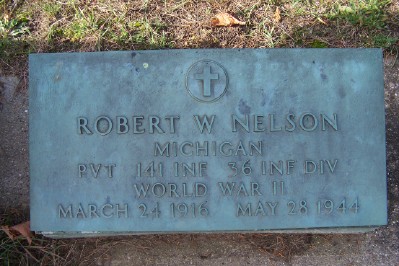 ROBERT W NELSON
MICHIGAN
PVT 141 INF 36 INF DIV
WORLD WAR II
MARCH 24 1916 MAY 28 1944